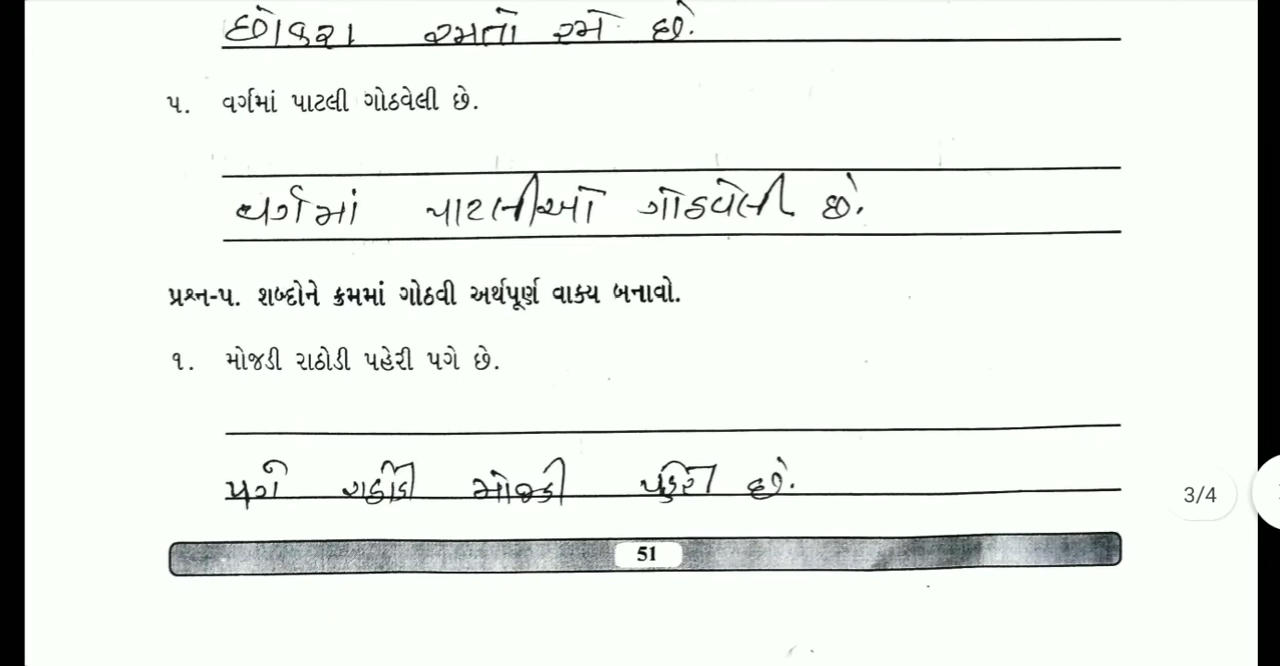 છોકરા રમતો રમે છે.
૫. વર્ગમાં પાટલી ગોઠવેલી છે.
વર્ગમાં પાટલીઓ ગોઠવેલી છે.
પ્રશ્ન-૫. શબ્દોને ક્રમમાં ગોઠવી અર્થપૂર્ણ વાક્ય બનાવો.
૧. મોજડી રાઠોડી પહેરી પગે છે.
પગે રાઠોડી મોજડી પહેરી છે.
3/4
51